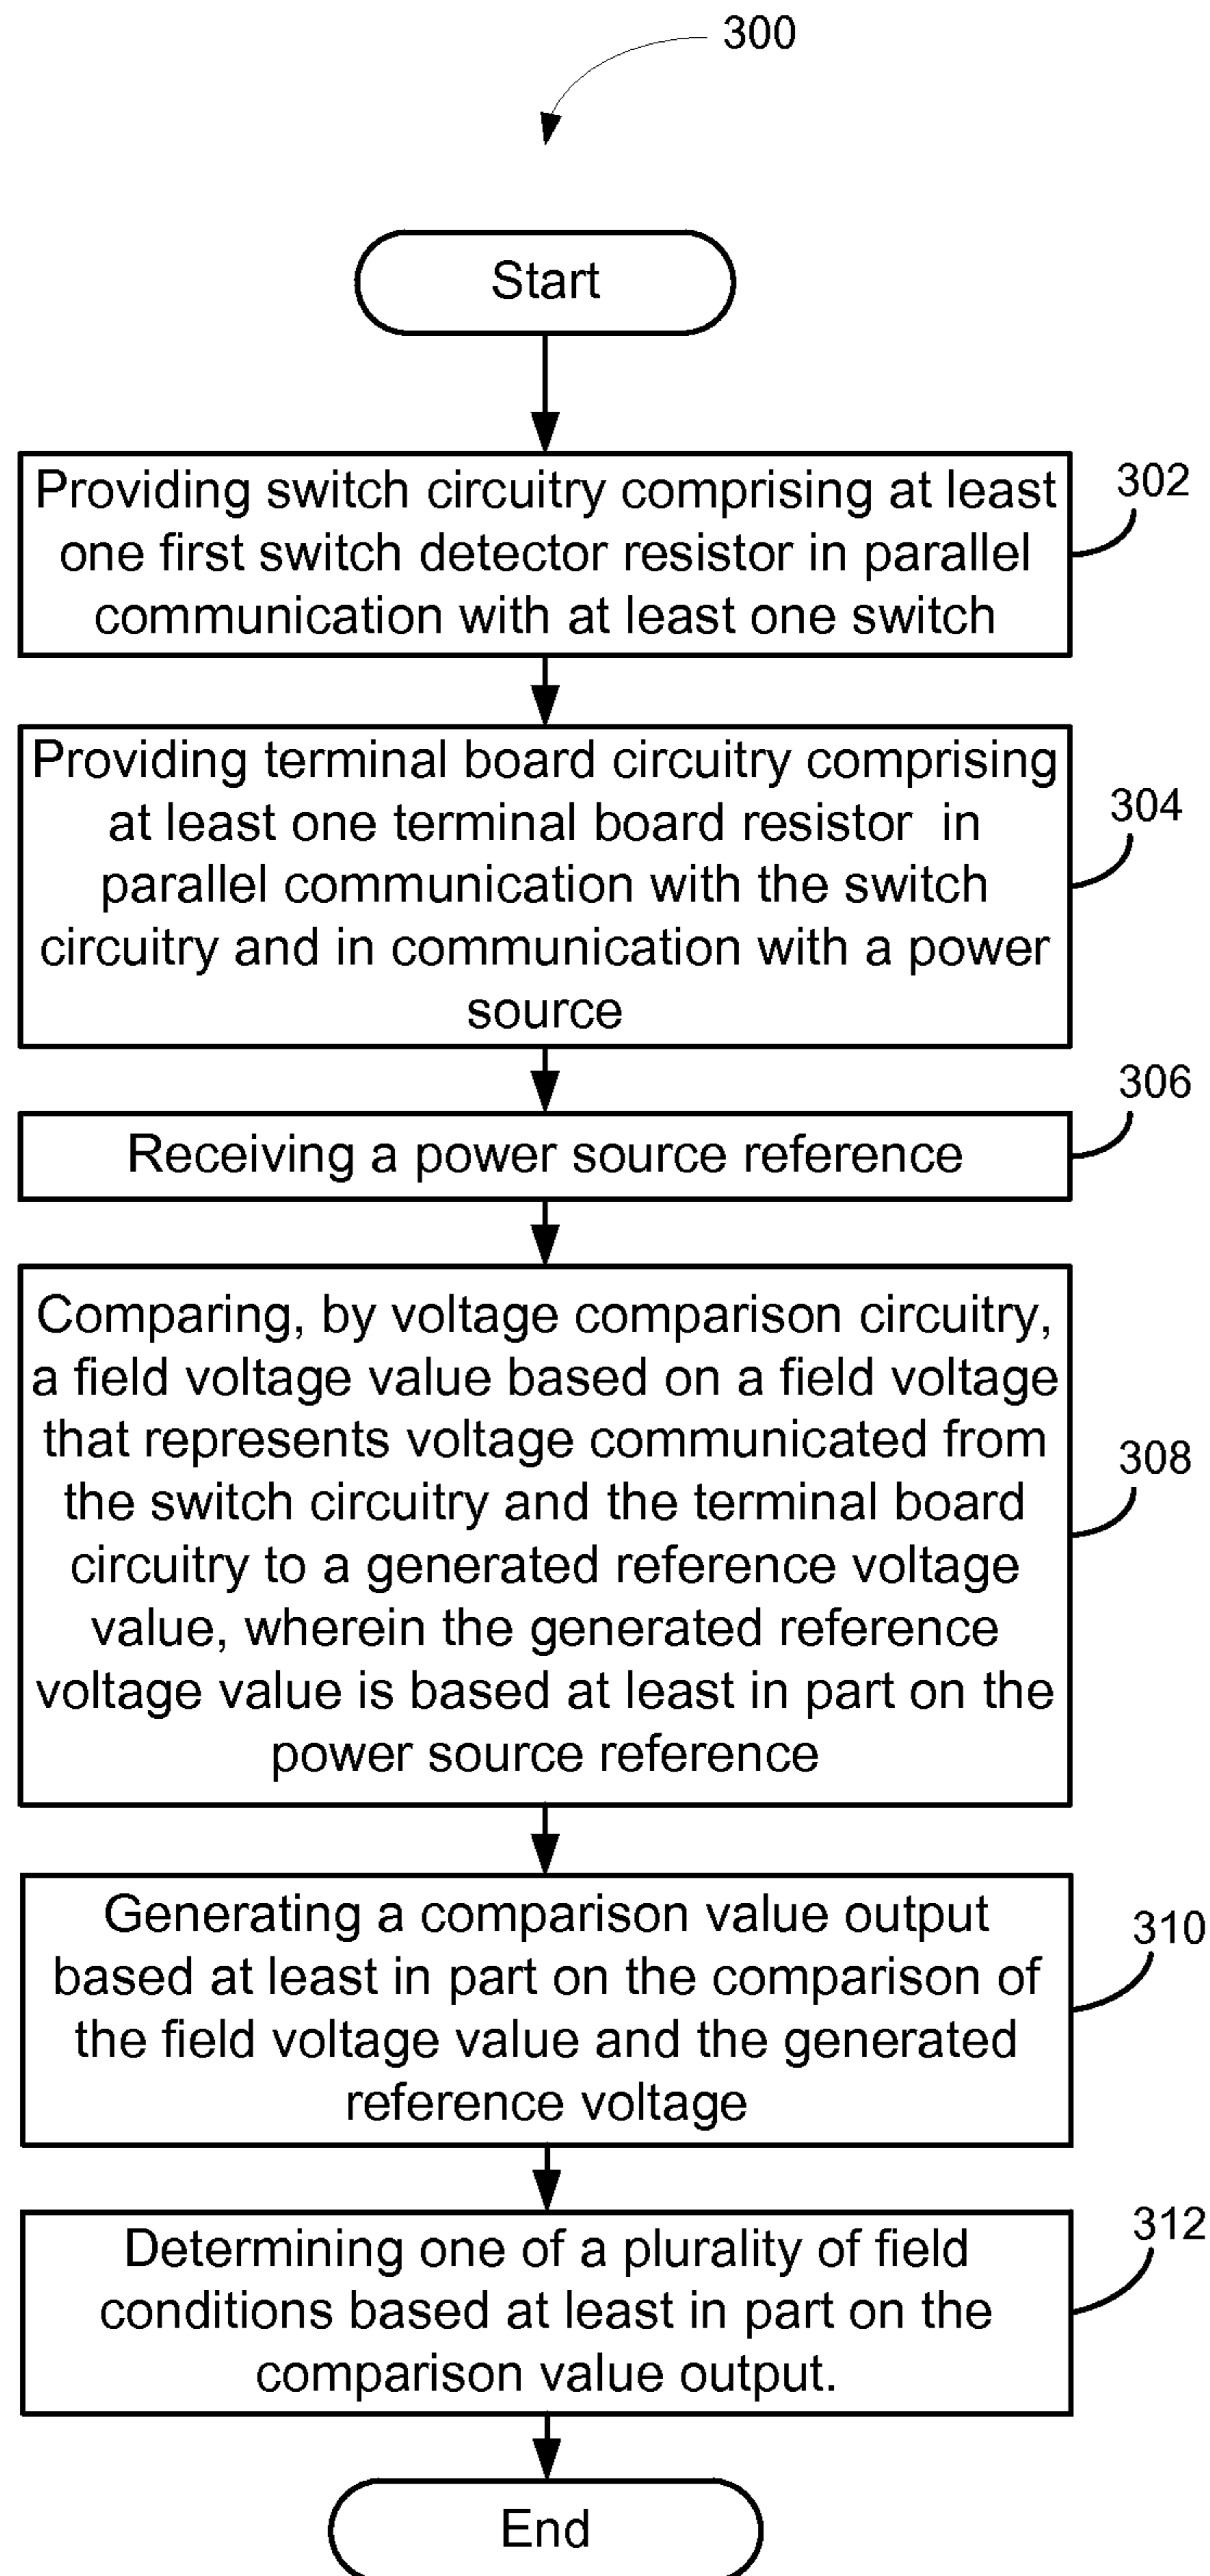 300
Start
Providing switch circuitry comprising at least
one first switch detector resistor in parallel
communication with at least one switch
302
Providing terminal board circuitry comprising
at least one terminal board resistor in
parallel communication with the switch
circuitry and in communication with a power
source
304
Receiving a power source reference
306
Comparing, by voltage comparison circuitry,
a field voltage value based on a field voltage
that represents voltage communicated from
the switch circuitry and the terminal board
circuitry to a generated reference voltage
value, wherein the generated reference
voltage value is based at least in part on the
power source reference
308
Generating a comparison value output
based at least in part on the comparison of
the field voltage value and the generated
reference voltage
310
Determining one of a plurality of field
conditions based at least in part on the
comparison value output.
312
End